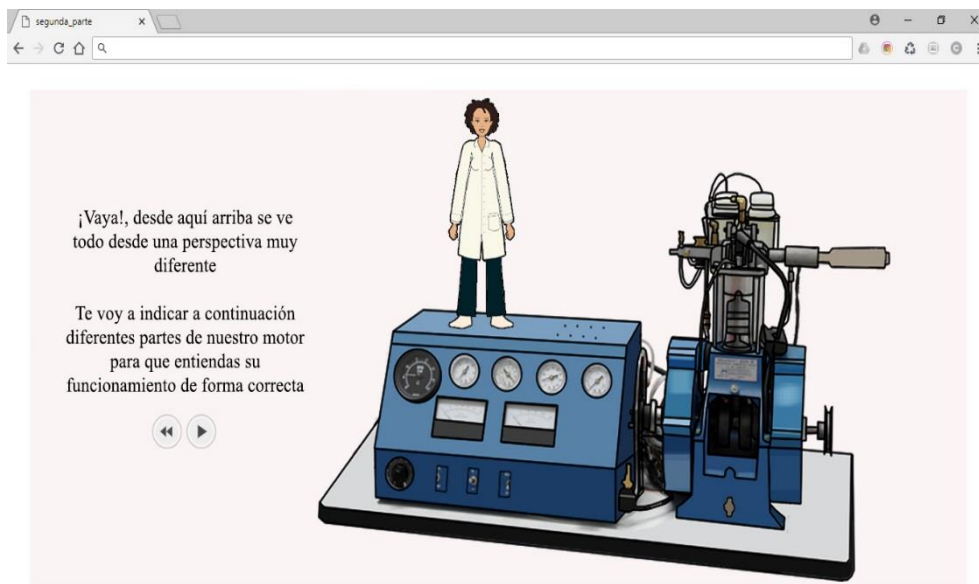 segunda_parte
¡Vaya!, desde aquí arriba se ve
todo desde una perspectiva muy
diferente
Te voy a indicar a continuación
diferentes partes de nuestro motor
para que entiendas su
funcionamiento de forma correcta